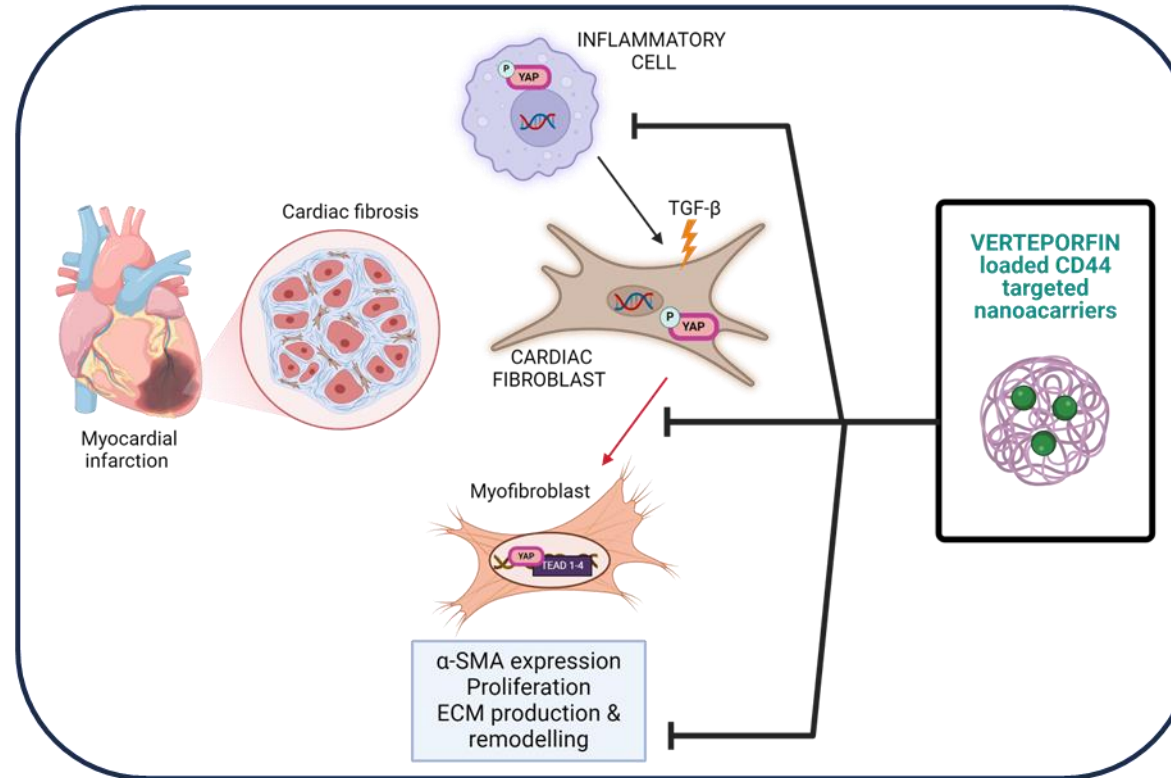 INFLAMMATORY
CELL
P
YAP
Cardiac fibrosis
TGF-β
P
YAP
CARDIAC
FIBROBLAST
Myocardial
infarction
Myofibroblast
YAP
TEAD 1-4
α-SMA expression
Proliferation
ECM production &
remodelling
VERTEPORFIN
loaded CD44
targeted
nanoacarriers